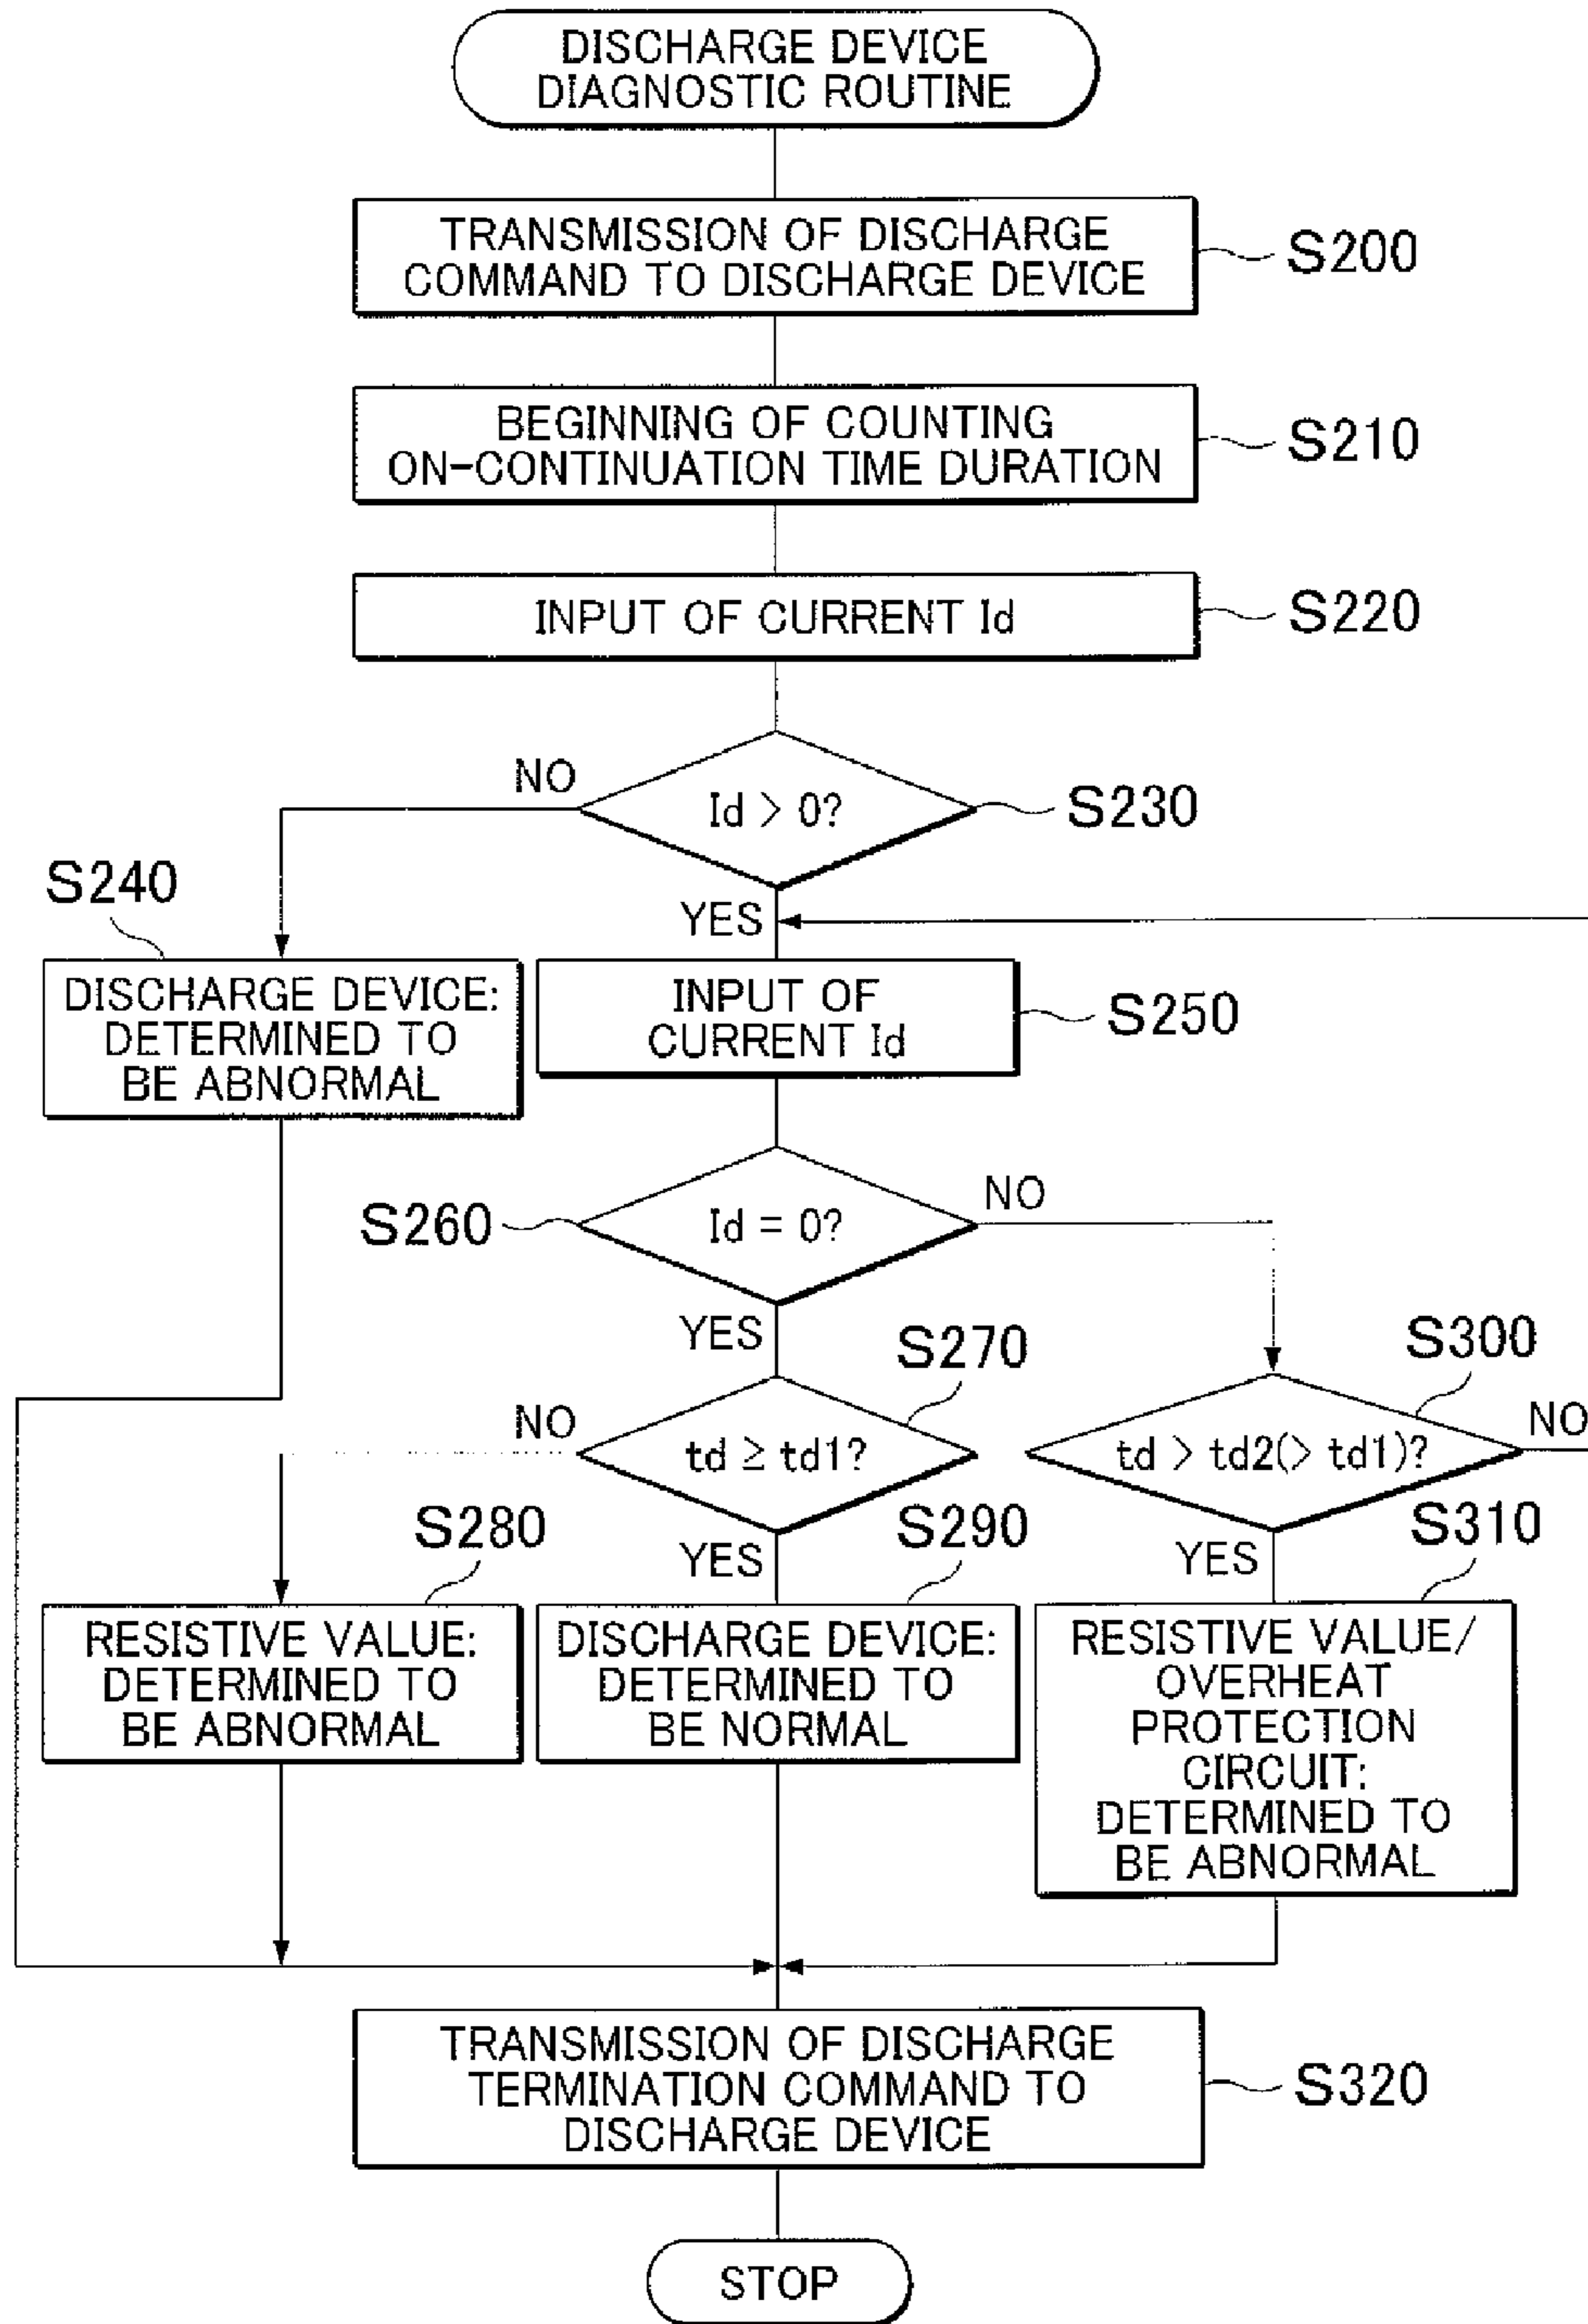 DISCHARGE DEVICE
DIAGNOSTIC ROUTINE
TRANSMISSION OF DISCHARGE
COMMAND TO DISCHARGE DEVICE
S200
BEGINNING OF COUNTING
ON-CONTINUATION TIME DURATION
S210
INPUT OF CURRENT Id
S220
NO
Id > 0?
S230
YES
S240
DISCHARGE DEVICE:
DETERMINED TO
BE ABNORMAL
INPUT OF
CURRENT Id
S250
S260
Id = 0?
NO
YES
S270
S300
NO
td ≥ td1?
td > td2(> td1)?
NO
S280
YES
S290
YES
S310
RESISTIVE VALUE:
DETERMINED TO
BE ABNORMAL
DISCHARGE DEVICE:
DETERMINED TO
BE NORMAL
RESISTIVE VALUE/
OVERHEAT
PROTECTION
CIRCUIT:
DETERMINED TO
BE ABNORMAL
TRANSMISSION OF DISCHARGE
TERMINATION COMMAND TO
DISCHARGE DEVICE
S320
STOP